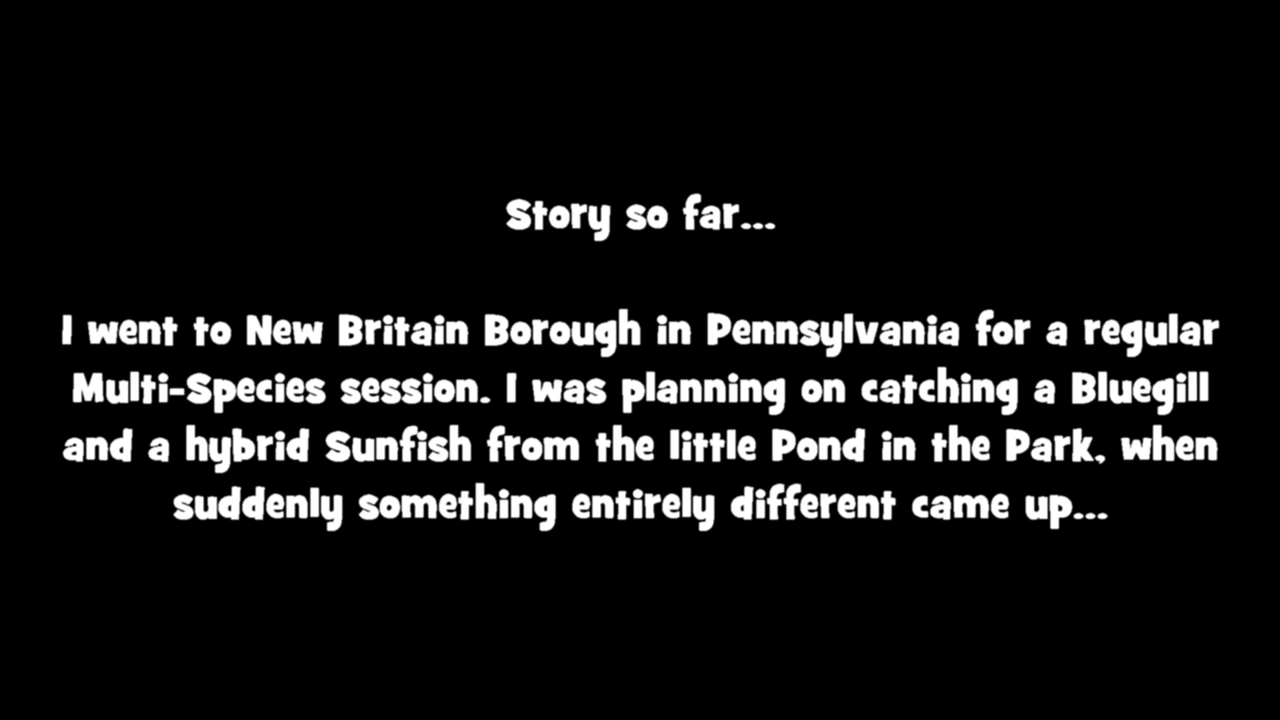 Story so far...
I went to New Britain Borough in Pennsylvania for a regular
Multi-Species session. I was planning on catching a Bluegill
and a hybrid Sunfish from the little Pond in the Park, when
suddenly something entirely different came up...